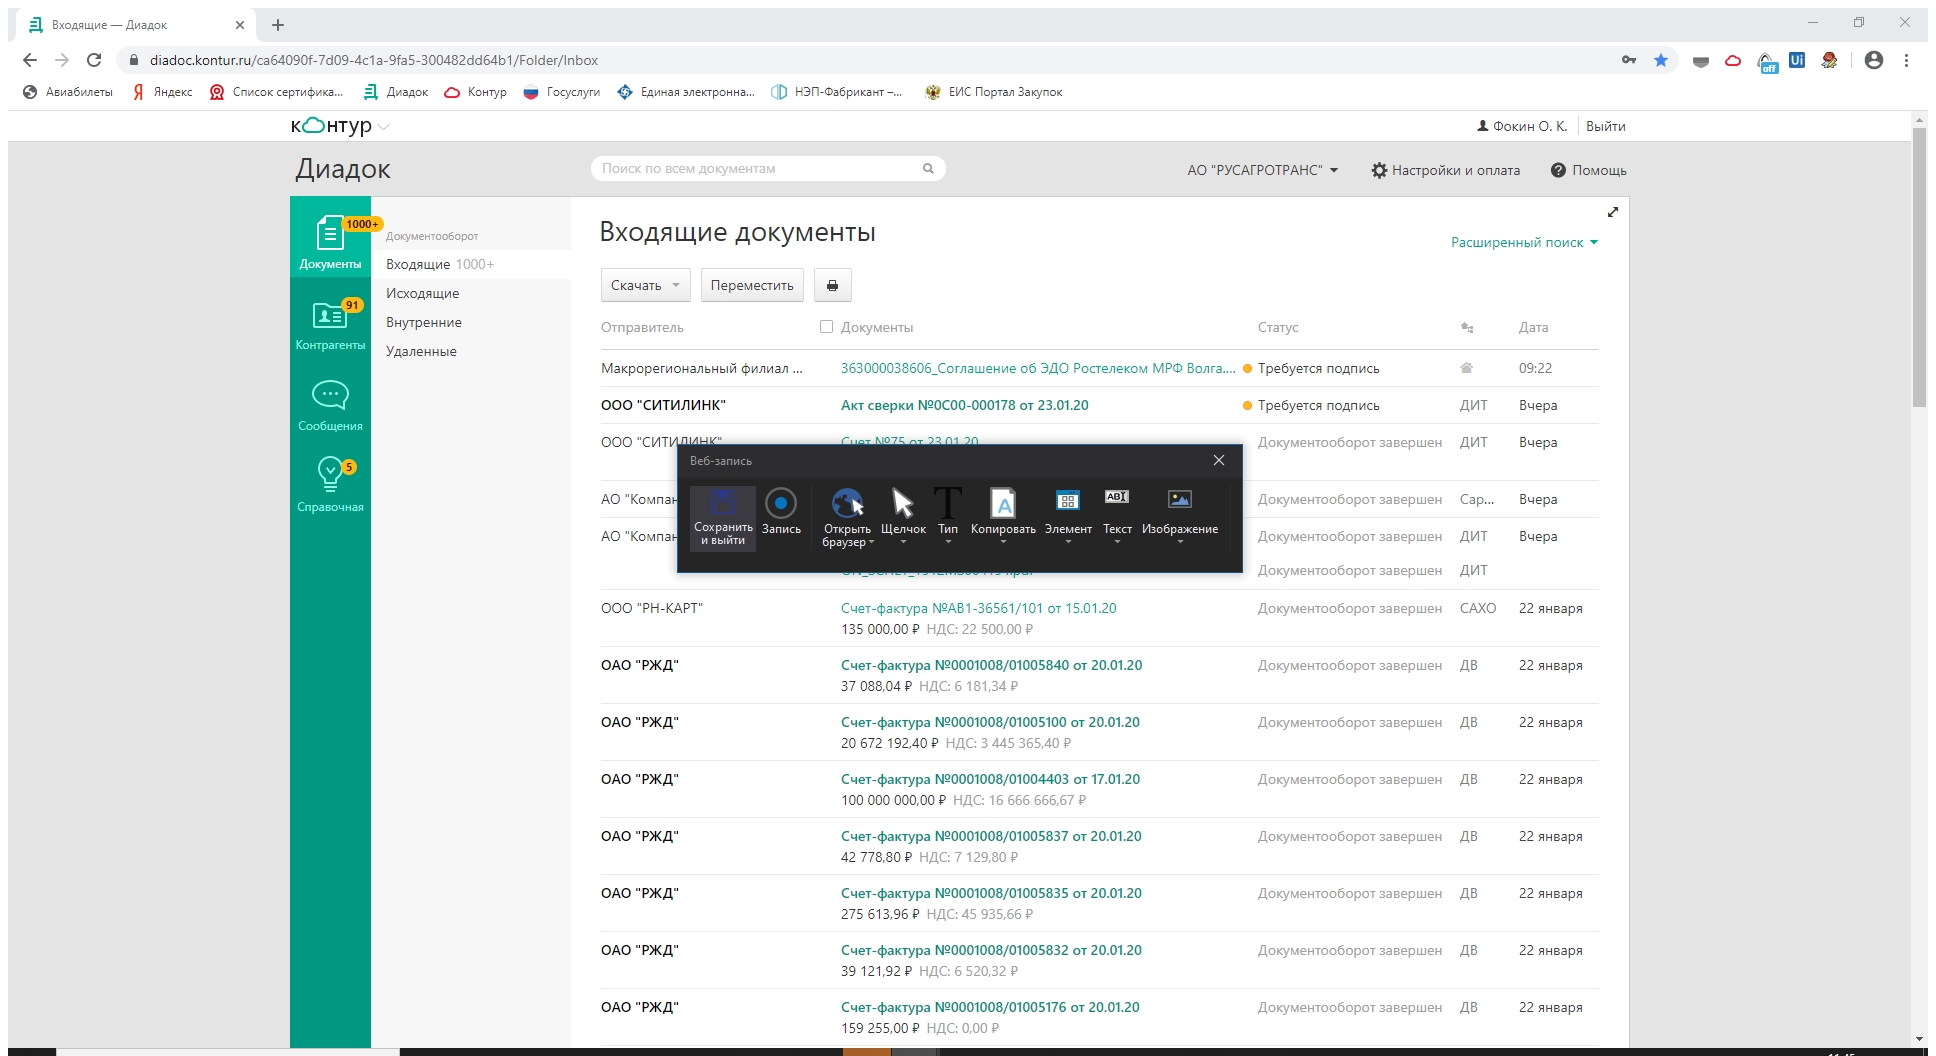 Входящие — Диадок
diadoc.kontur.ru/ca64090f-7d09-4c1a-9fa5-300482dd64b1/Folder/Inbox
off
Ui
Авиабилеты
Я Яндекс
Список сертифика...
Диадок
Контур
Госуслуги
Единая электронна...
НЭП-Фабрикант –...
ЕИС Портал Закупок
контур
Фокин О. К.
Выйти
Диадок
Поиск по всем документам
АО "РУСАГРОТРАНС"
Настройки и оплата
Помощь
1000+
Документы
91
Контрагенты
Сообщения
5
Справочная
Документооборот
Входящие 1000+
Исходящие
Внутренние
Удаленные
Входящие документы
Расширенный поиск
Скачать
Переместить
Отправитель Документы Статус Дата
Макрорегиональный филиал ... 363000038606_Соглашение об ЭДО Ростелеком МРФ Волга.... Требуется подпись 09:22
ООО "СИТИЛИНК" Акт сверки №0С00-000178 от 23.01.20 Требуется подпись ДИТ Вчера
ООО "СИТИЛИНК" Счет №75 от 23.01.20 Документооборот завершен ДИТ Вчера
АО "Компан Документооборот завершен Сар... Вчера
АО "Компан Документооборот завершен ДИТ Вчера
Документооборот завершен ДИТ
Веб-запись
Сохранить и выйти
Запись
Открыть браузер
Щелчок
T
Тип
A
Копировать
Элемент
ABI
Текст
Изображение
ООО "РН-КАРТ" Счет-фактура №АВ1-36561/101 от 15.01.20 Документооборот завершен САХО 22 января
135 000,00 ₽ НДС: 22 500,00 ₽
ОАО "РЖД" Счет-фактура №0001008/01005840 от 20.01.20 Документооборот завершен ДВ 22 января
37 088,04 ₽ НДС: 6 181,34 ₽
ОАО "РЖД" Счет-фактура №0001008/01005100 от 20.01.20 Документооборот завершен ДВ 22 января
20 672 192,40 ₽ НДС: 3 445 365,40 ₽
ОАО "РЖД" Счет-фактура №0001008/01004403 от 17.01.20 Документооборот завершен ДВ 22 января
100 000 000,00 ₽ НДС: 16 666 666,67 ₽
ОАО "РЖД" Счет-фактура №0001008/01005837 от 20.01.20 Документооборот завершен ДВ 22 января
42 778,80 ₽ НДС: 7 129,80 ₽
ОАО "РЖД" Счет-фактура №0001008/01005835 от 20.01.20 Документооборот завершен ДВ 22 января
275 613,96 ₽ НДС: 45 935,66 ₽
ОАО "РЖД" Счет-фактура №0001008/01005832 от 20.01.20 Документооборот завершен ДВ 22 января
39 121,92 ₽ НДС: 6 520,32 ₽
ОАО "РЖД" Счет-фактура №0001008/01005176 от 20.01.20 Документооборот завершен ДВ 22 января
159 255,00 ₽ НДС: 0,00 ₽